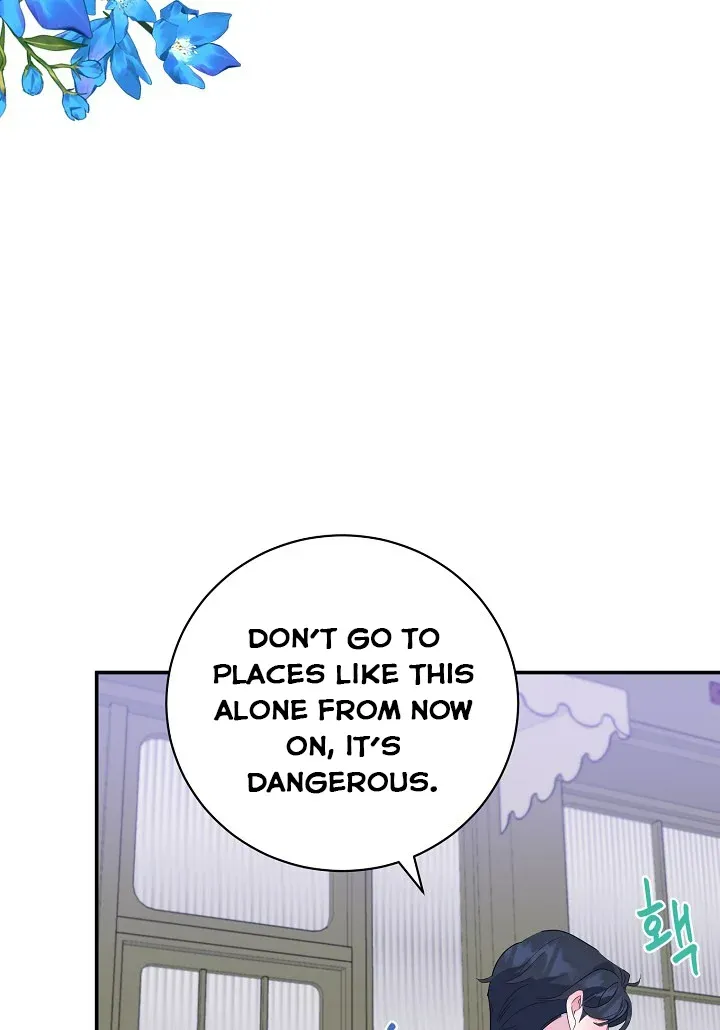 DON'T GO TO
PLACES LIKE THIS
ALONE FROM NOW
ON, IT'S
DANGEROUS.
홱